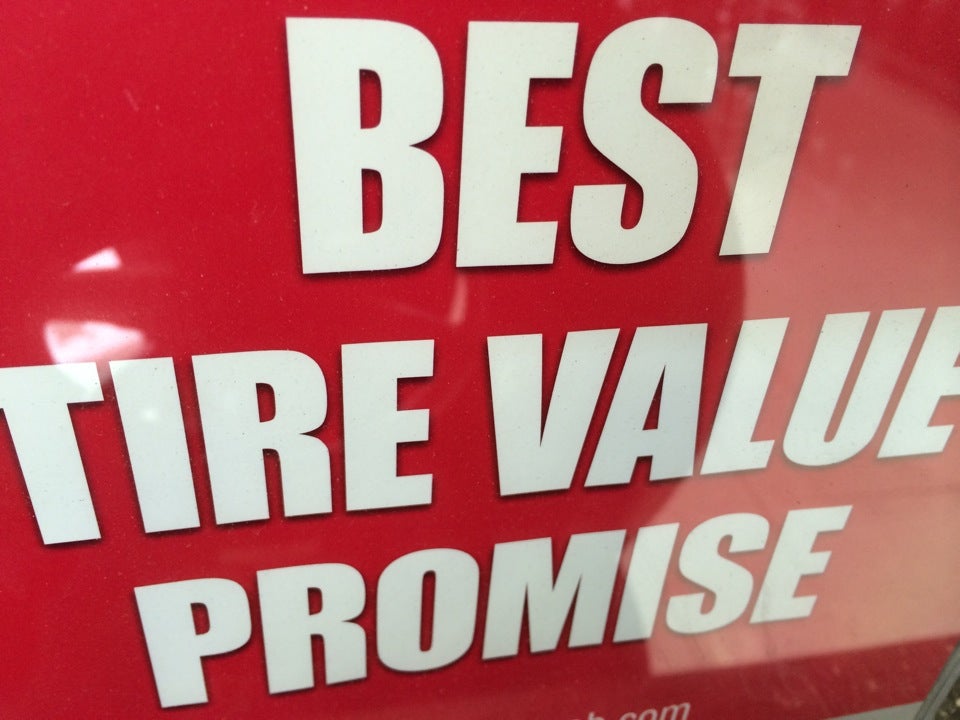 BEST
TIRE VALUE
PROMISE